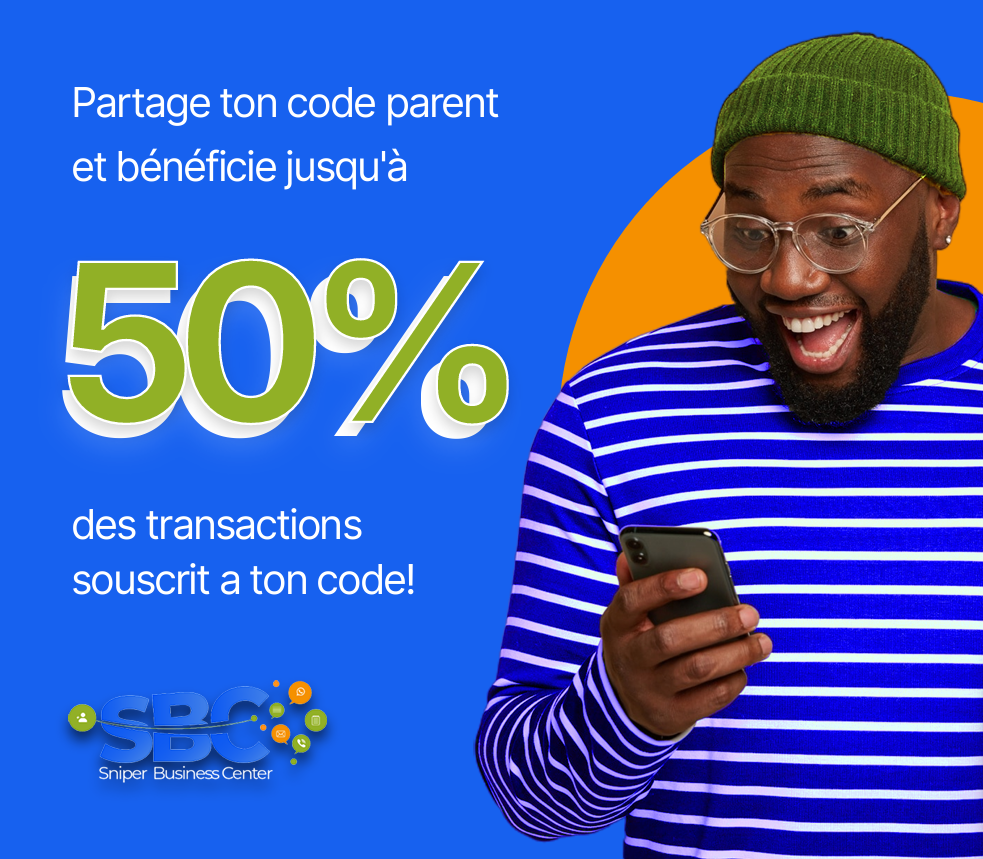 Partage ton code parent
et bénéficie jusqu'à
50%
des transactions
souscrit a ton code!
SBC
Sniper Business Center